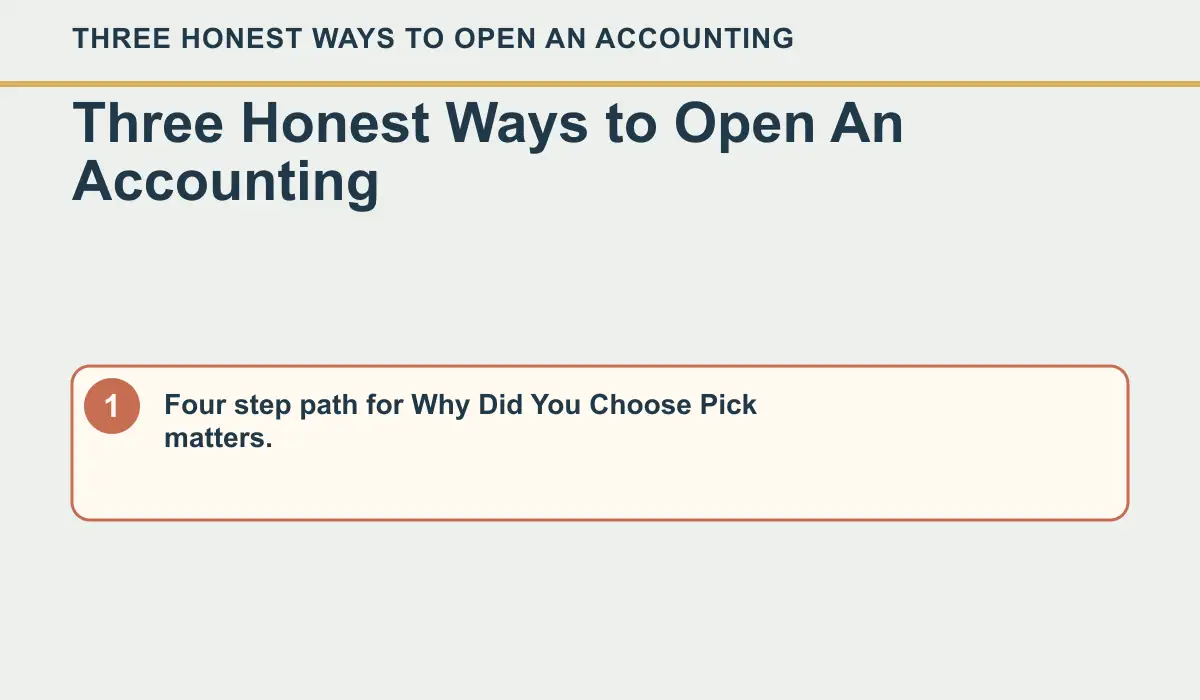 THREE HONEST WAYS TO OPEN AN ACCOUNTING
Three Honest Ways to Open An
Accounting
1
Four step path for Why Did You Choose Pick
matters.